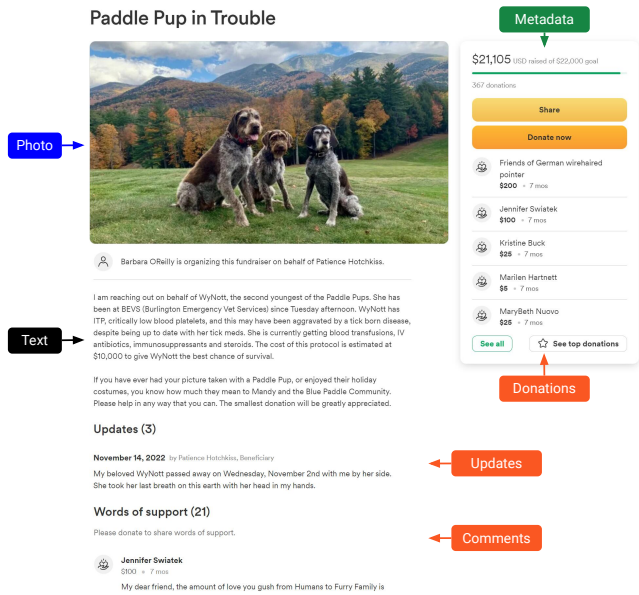 Paddle Pup in Trouble
Metadata
$21,105 USD raised of $22,000 goal
367 donations
Share
Donate now
Friends of German wirehaired
pointer
$200 • 7 mos
Jennifer Swiatek
$100 • 7 mos
Kristine Buck
$25 • 7 mos
Marilen Hartnett
$5 • 7 mos
MaryBeth Nuovo
$25 • 7 mos
See all
See top donations
Donations
Photo
Barbara OReilly is organizing this fundraiser on behalf of Patience Hotchkiss.
I am reaching out on behalf of WyNott, the second youngest of the Paddle Pups. She has
been at BEVS (Burlington Emergency Vet Services) since Tuesday afternoon. WyNott has
ITP, critically low blood platelets, and this may have been aggravated by a tick born disease,
despite being up to date with her tick meds. She is currently getting blood transfusions, IV
antibiotics, immunosuppressants and steroids. The cost of this protocol is estimated at
$10,000 to give WyNott the best chance of survival.
Text
If you have ever had your picture taken with a Paddle Pup, or enjoyed their holiday
costumes, you know how much they mean to Mandy and the Blue Paddle Community.
Please help in any way that you can. The smallest donation will be greatly appreciated.
Updates (3)
November 14, 2022 by Patience Hotchkiss, Beneficiary
My beloved WyNott passed away on Wednesday, November 2nd with me by her side.
She took her last breath on this earth with her head in my hands.
Updates
Words of support (21)
Please donate to share words of support.
Comments
Jennifer Swiatek
$100 • 7 mos
My dear friend, the amount of love you gush from Humans to Furry Family is